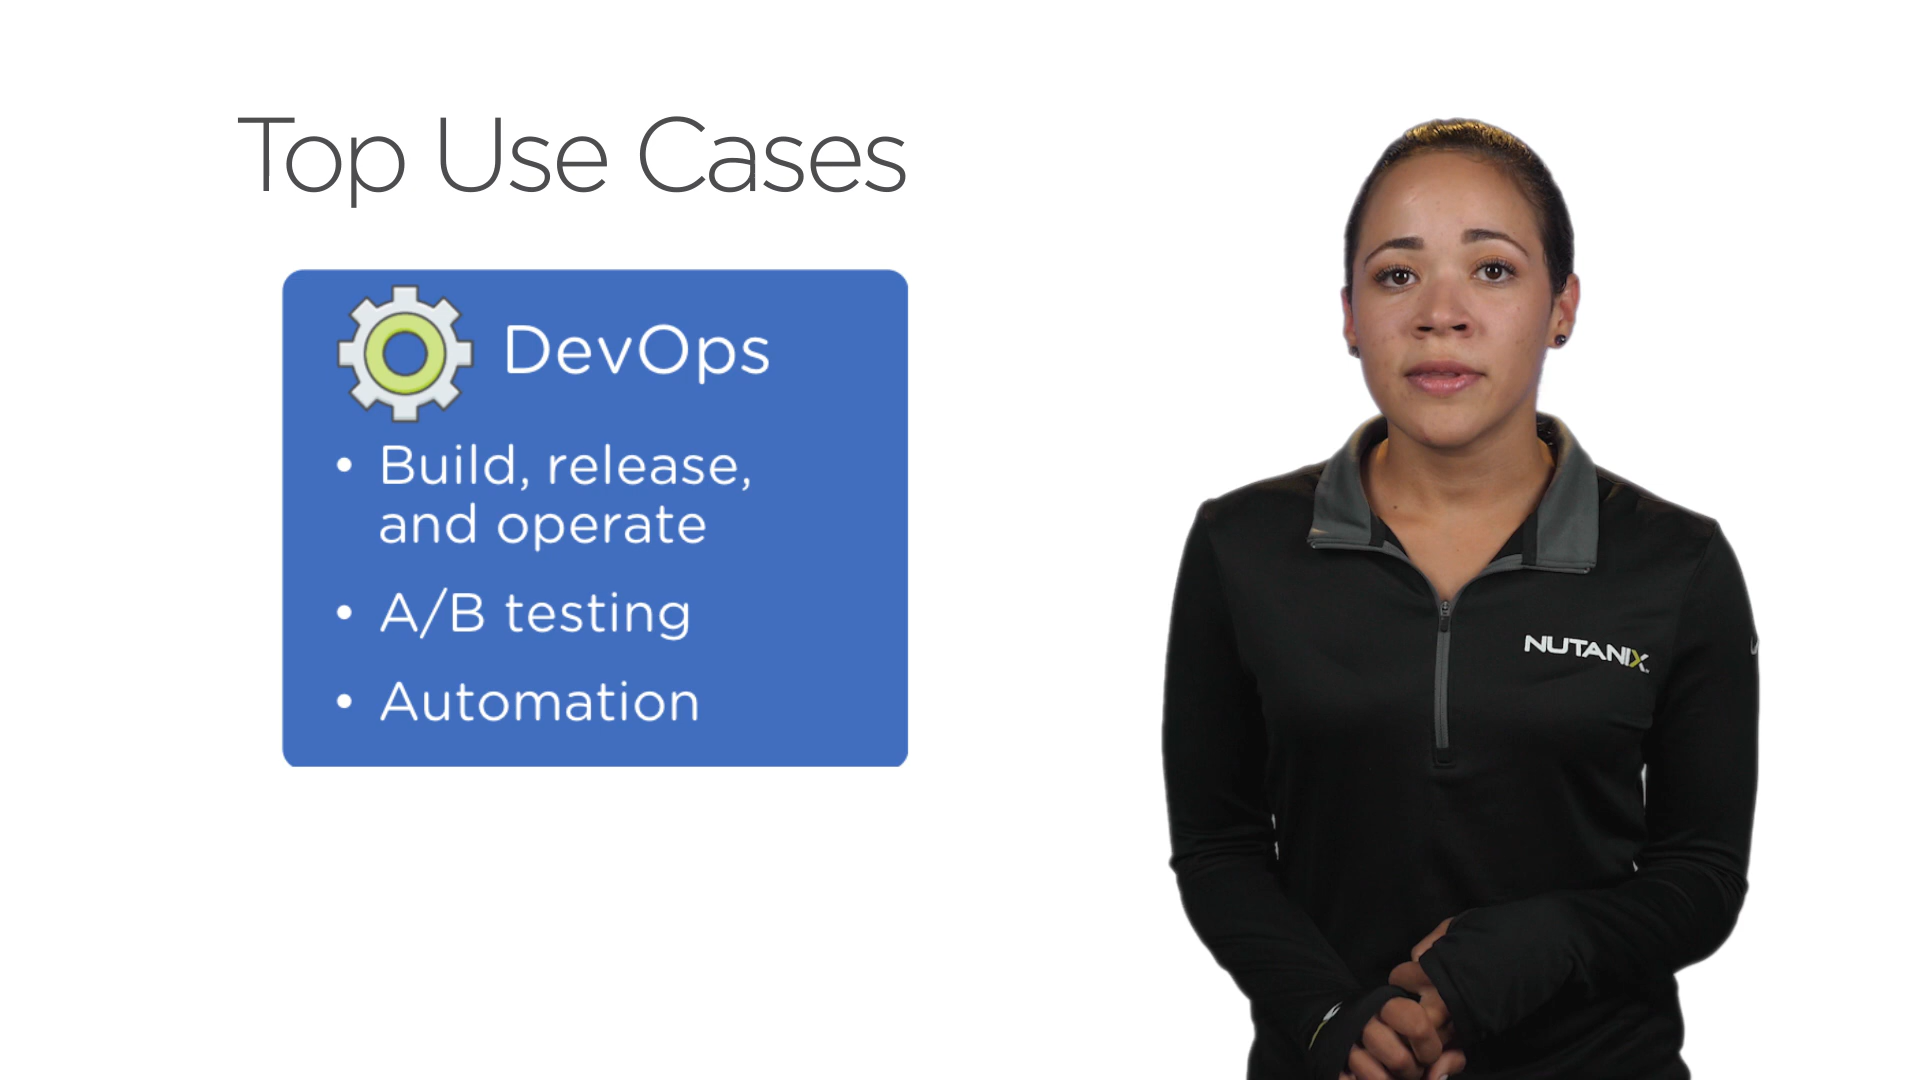 Top Use Cases
DevOps
• Build, release,
and operate
• A/B testing
• Automation
NUTANIX